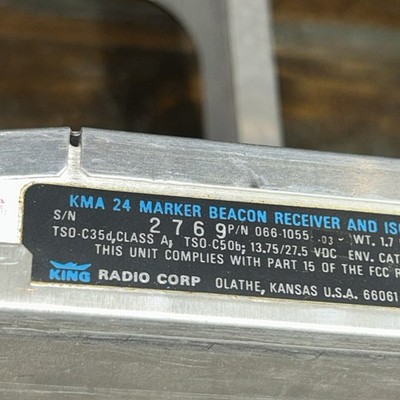 KMA 24 MARKER BEACON RECEIVER AND
S/N 2769 P/N 066-1055 .03 - WT. 1.7
TSO-C35d, CLASS A, TSO-C50b; 13.75/27.5 VDC ENV. CAT
THIS UNIT COMPLIES WITH PART 15 OF THE FCC
KING RADIO CORP OLATHE, KANSAS U.S.A. 66061